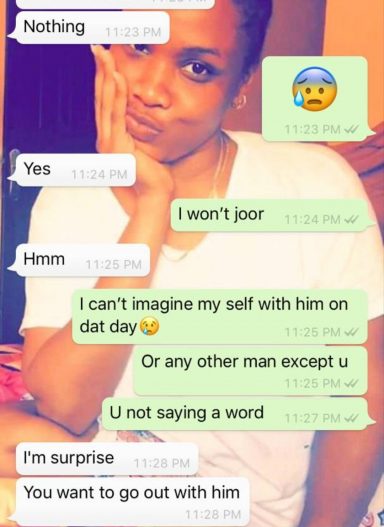 Nothing 11:23 PM
😰
11:23 PM
Yes 11:24 PM
I won't joor 11:24 PM
Hmm 11:25 PM
I can't imagine my self with him on
dat day😢 11:25 PM
Or any other man except u
11:25 PM
U not saying a word 11:27 PM
I'm surprise 11:28 PM
You want to go out with him
11:28 PM